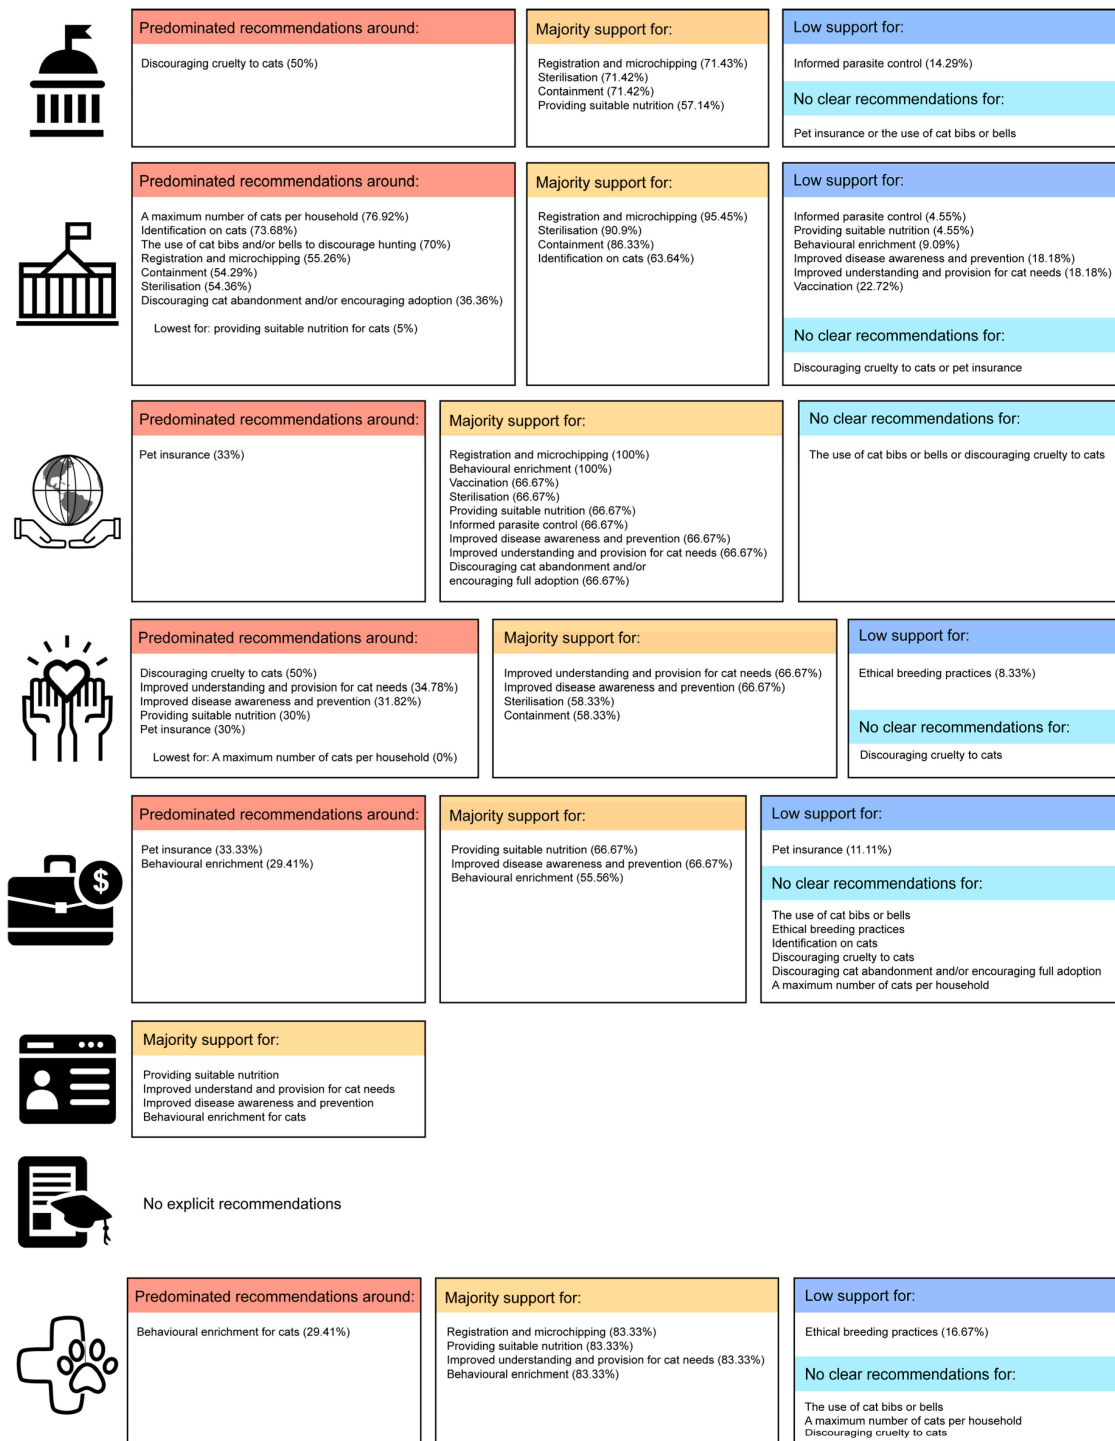 Predominated recommendations around:
Discouraging cruelty to cats (50%)
Majority support for:
Registration and microchipping (71.43%)
Sterilisation (71.42%)
Containment (71.42%)
Providing suitable nutrition (57.14%)
Low support for:
Informed parasite control (14.29%)
No clear recommendations for:
Pet insurance or the use of cat bibs or bells
Predominated recommendations around:
A maximum number of cats per household (76.92%)
Identification on cats (73.68%)
The use of cat bibs and/or bells to discourage hunting (70%)
Registration and microchipping (55.26%)
Containment (54.29%)
Sterilisation (54.36%)
Discouraging cat abandonment and/or encouraging adoption (36.36%)
Lowest for: providing suitable nutrition for cats (5%)
Majority support for:
Registration and microchipping (95.45%)
Sterilisation (90.9%)
Containment (86.33%)
Identification on cats (63.64%)
Low support for:
Informed parasite control (4.55%)
Providing suitable nutrition (4.55%)
Behavioural enrichment (9.09%)
Improved disease awareness and prevention (18.18%)
Improved understanding and provision for cat needs (18.18%)
Vaccination (22.72%)
No clear recommendations for:
Discouraging cruelty to cats or pet insurance
Predominated recommendations around:
Pet insurance (33%)
Majority support for:
Registration and microchipping (100%)
Behavioural enrichment (100%)
Vaccination (66.67%)
Sterilisation (66.67%)
Providing suitable nutrition (66.67%)
Informed parasite control (66.67%)
Improved disease awareness and prevention (66.67%)
Improved understanding and provision for cat needs (66.67%)
Discouraging cat abandonment and/or
encouraging full adoption (66.67%)
No clear recommendations for:
The use of cat bibs or bells or discouraging cruelty to cats
Predominated recommendations around:
Discouraging cruelty to cats (50%)
Improved understanding and provision for cat needs (34.78%)
Improved disease awareness and prevention (31.82%)
Providing suitable nutrition (30%)
Pet insurance (30%)
Lowest for: A maximum number of cats per household (0%)
Majority support for:
Improved understanding and provision for cat needs (66.67%)
Improved disease awareness and prevention (66.67%)
Sterilisation (58.33%)
Containment (58.33%)
Low support for:
Ethical breeding practices (8.33%)
No clear recommendations for:
Discouraging cruelty to cats
Predominated recommendations around:
Pet insurance (33.33%)
Behavioural enrichment (29.41%)
Majority support for:
Providing suitable nutrition (66.67%)
Improved disease awareness and prevention (66.67%)
Behavioural enrichment (55.56%)
Low support for:
Pet insurance (11.11%)
No clear recommendations for:
The use of cat bibs or bells
Ethical breeding practices
Identification on cats
Discouraging cruelty to cats
Discouraging cat abandonment and/or encouraging full adoption
A maximum number of cats per household
$
Majority support for:
Providing suitable nutrition
Improved understand and provision for cat needs
Improved disease awareness and prevention
Behavioural enrichment for cats
No explicit recommendations
Predominated recommendations around:
Behavioural enrichment for cats (29.41%)
Majority support for:
Registration and microchipping (83.33%)
Providing suitable nutrition (83.33%)
Improved understanding and provision for cat needs (83.33%)
Behavioural enrichment (83.33%)
Low support for:
Ethical breeding practices (16.67%)
No clear recommendations for:
The use of cat bibs or bells
A maximum number of cats per household
Discouraging cruelty to cats